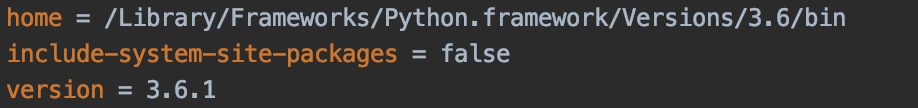 home = /Library/Frameworks/Python.framework/Versions/3.6/bin
include-system-site-packages = false
version = 3.6.1